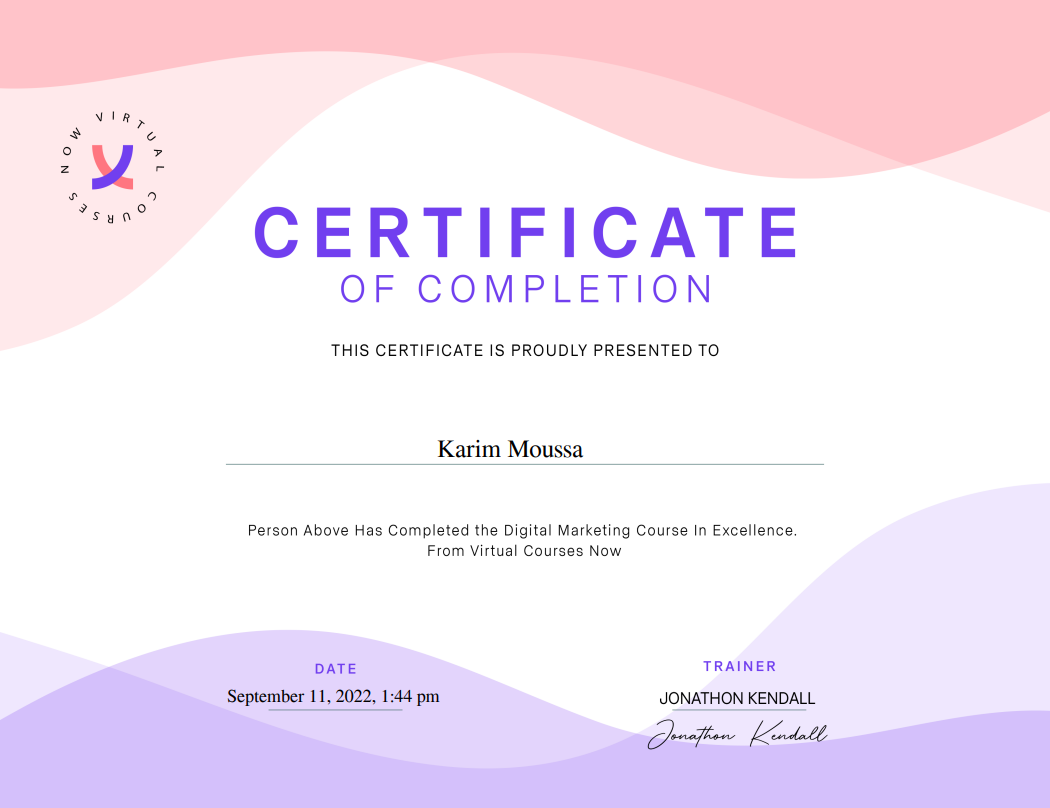 NOW VIRTUAL COURSES
CERTIFICATE
OF COMPLETION
THIS CERTIFICATE IS PROUDLY PRESENTED TO
Karim Moussa
Person Above Has Completed the Digital Marketing Course In Excellence.
From Virtual Courses Now
DATE
TRAINER
September 11, 2022, 1:44 pm
JONATHON KENDALL
Jonathon Kendall